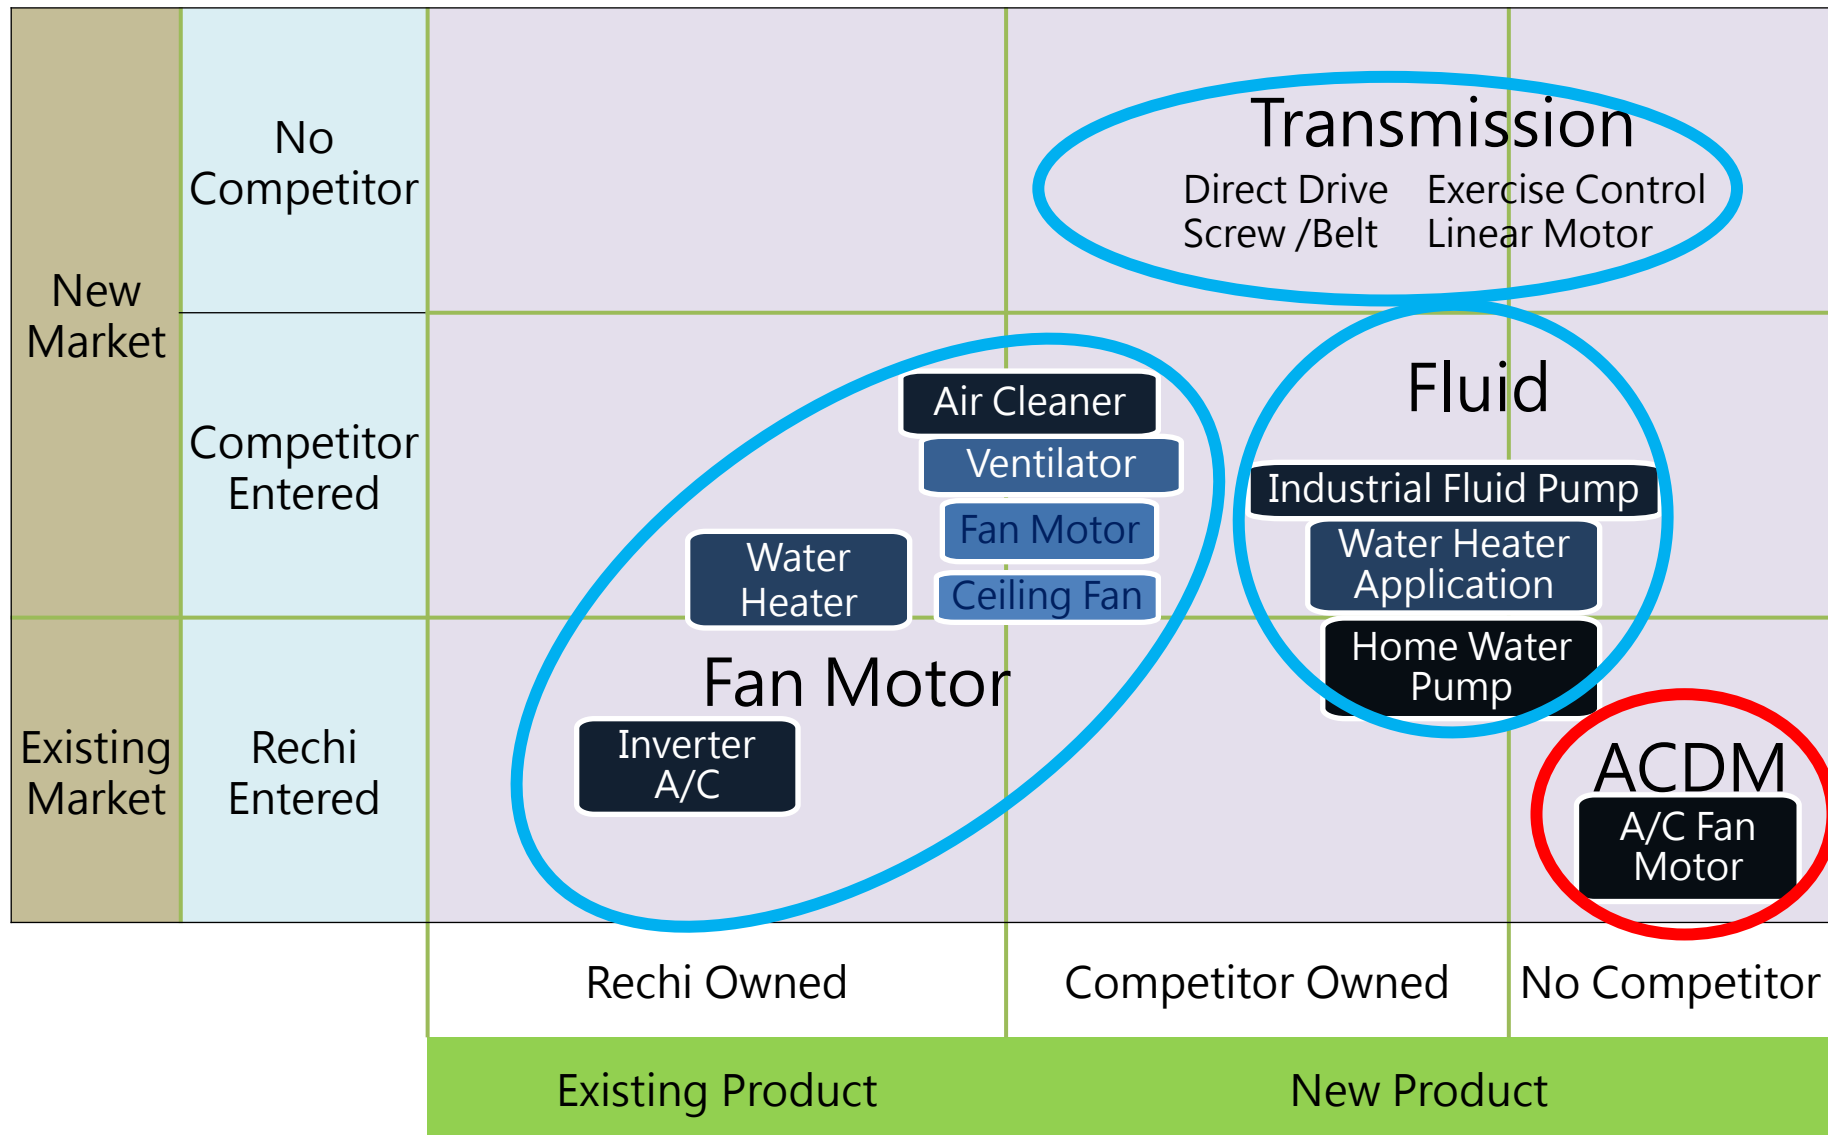 New
Market
No
Competitor
Transmission
Direct Drive
Exercise Control
Screw /Belt
Linear Motor
Competitor
Entered
Air Cleaner
Ventilator
Fan Motor
Ceiling Fan
Water
Heater
Fluid
Industrial Fluid Pump
Water Heater
Application
Home Water
Pump
Existing
Market
Rechi
Entered
Fan Motor
Inverter
A/C
ACDM
A/C Fan
Motor
Rechi Owned
Competitor Owned
No Competitor
Existing Product
New Product